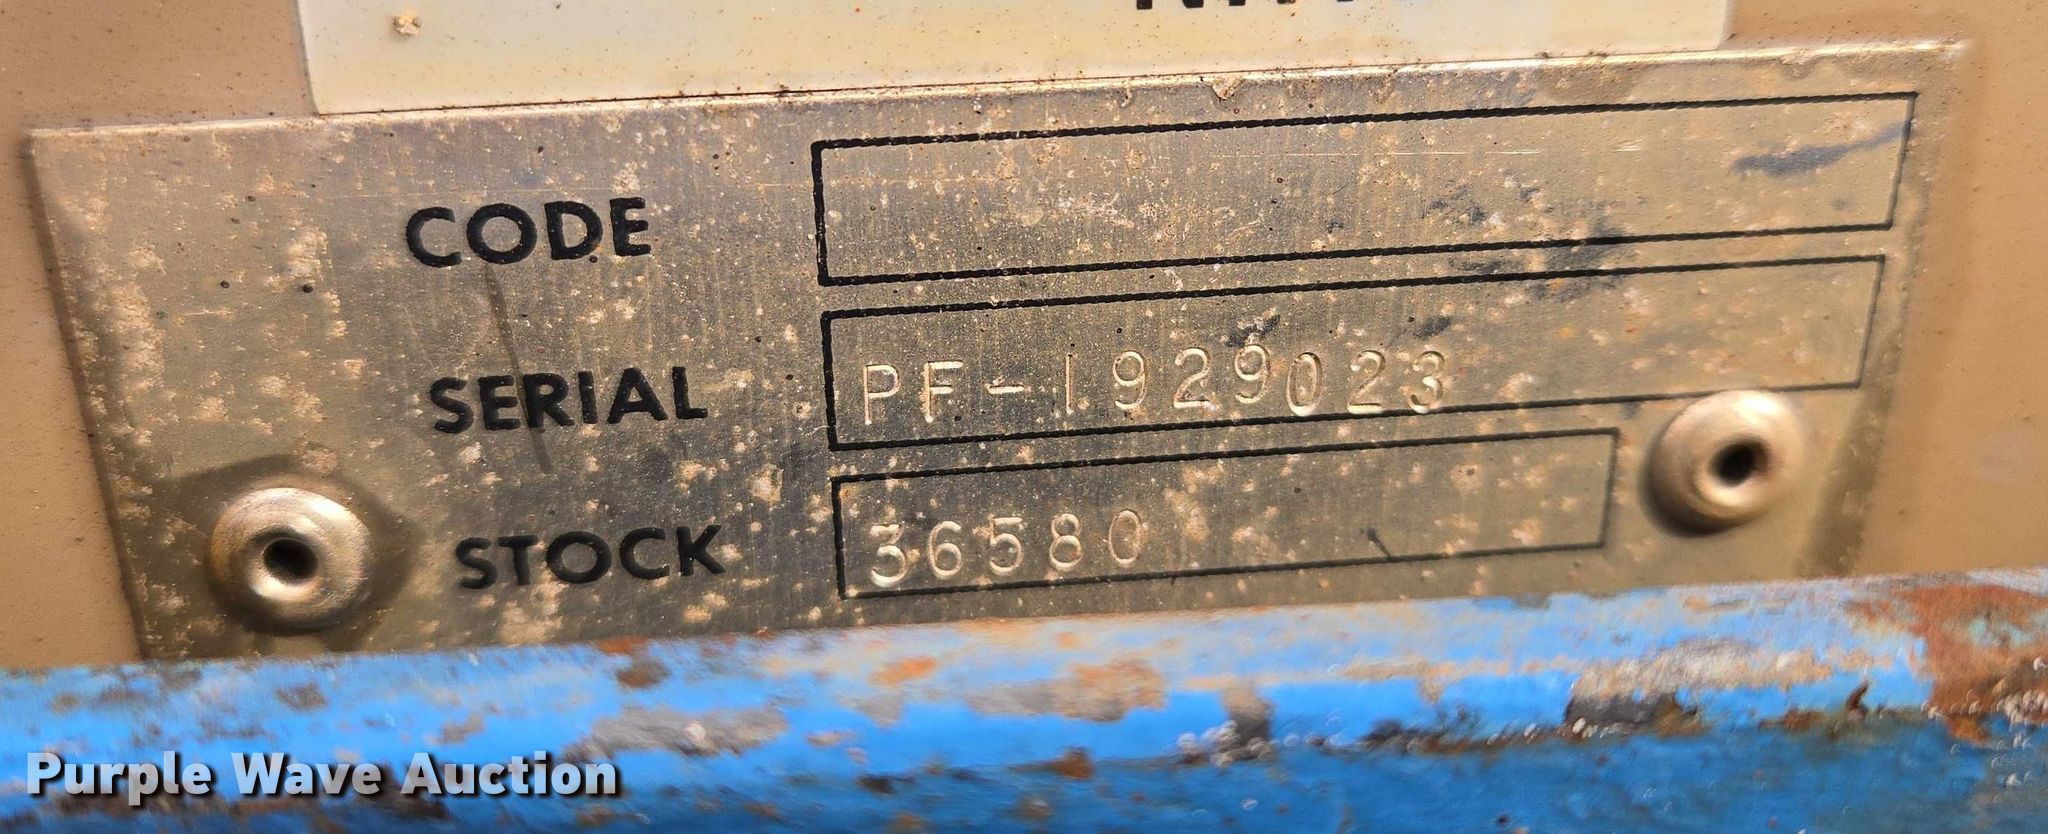 CODE
SERIAL PF-1929023
STOCK 36580
Purple Wave Auction